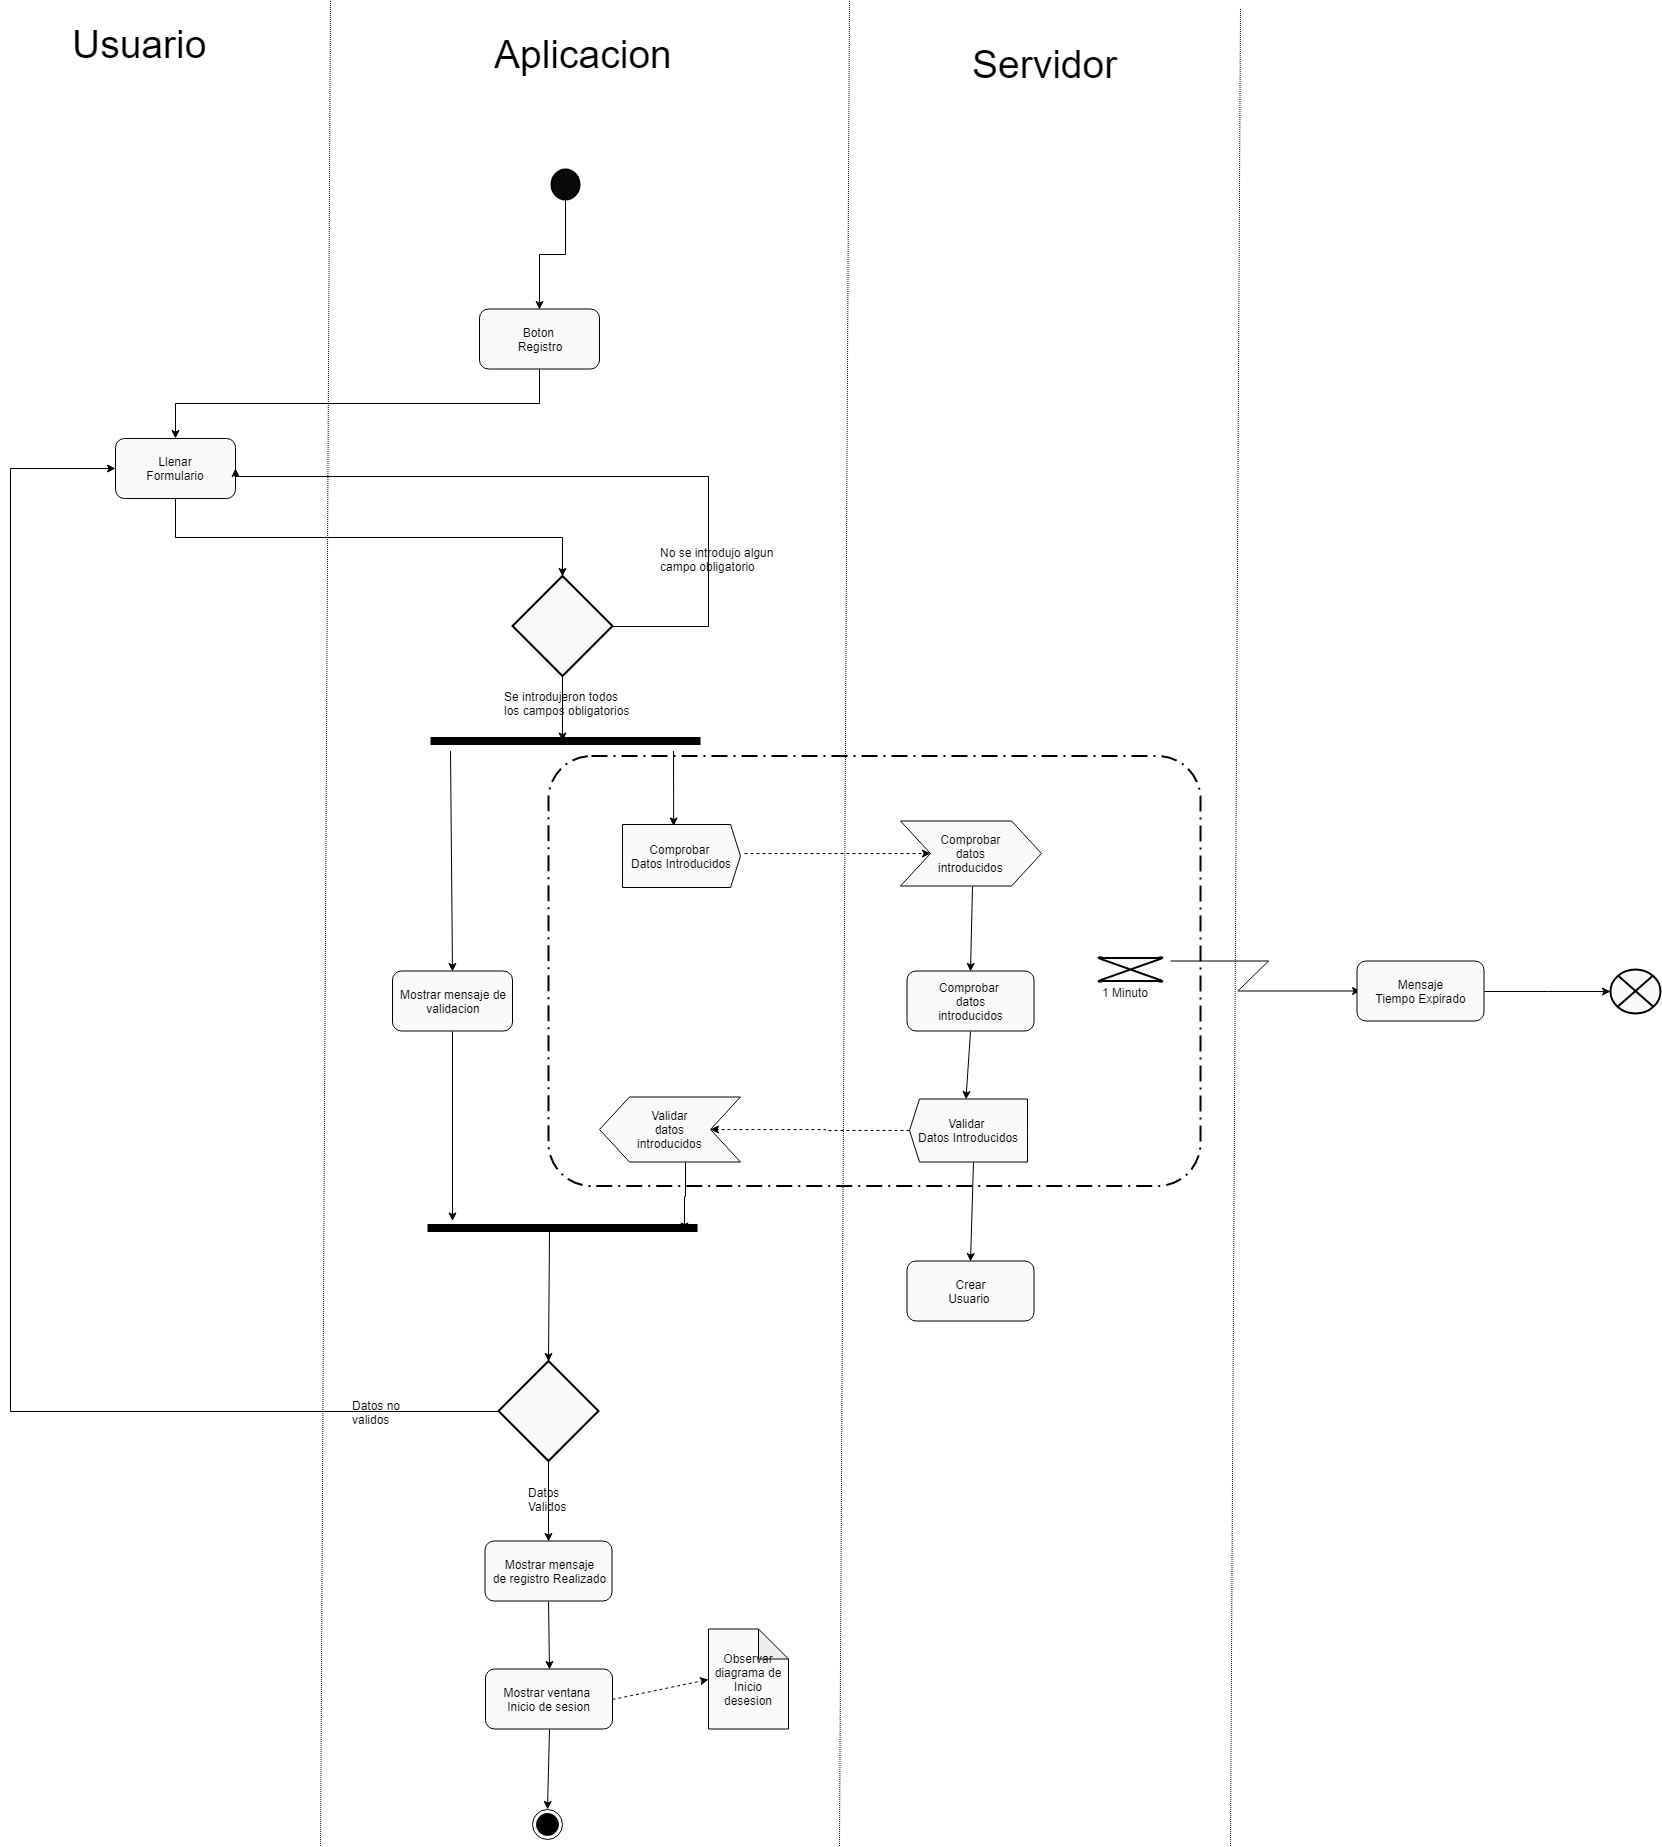 Usuario
Aplicacion
Servidor
Boton
Registro
Llenar
Formulario
No se introdujo algun
campo obligatorio
Se introdujeron todos
los campos obligatorios
Comprobar
Datos Introducidos
Comprobar
datos
introducidos
Mostrar mensaje de
validacion
Comprobar
datos
introducidos
1 Minuto
Mensaje
Tiempo Expirado
Validar
datos
introducidos
Validar
Datos Introducidos
Crear
Usuario
Datos no
validos
Datos
Validos
Mostrar mensaje
de registro Realizado
Mostrar ventana
Inicio de sesion
Observar
diagrama de
Inicio
desesion